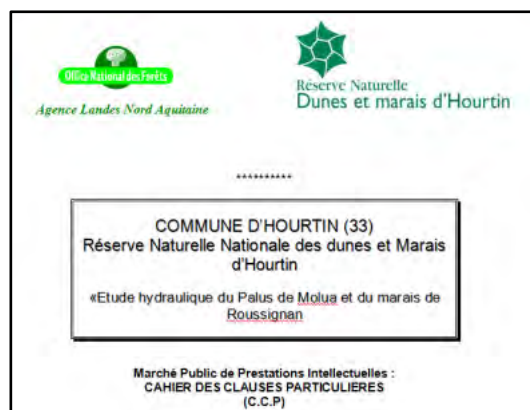 Office National des Forêts
Agence Landes Nord Aquitaine
Réserve Naturelle
Dunes et marais d'Hourtin
**********
COMMUNE D'HOURTIN (33)
Réserve Naturelle Nationale des dunes et Marais
d'Hourtin
«Etude hydraulique du Palus de Molua et du marais de
Roussignan
Marché Public de Prestations Intellectuelles :
CAHIER DES CLAUSES PARTICULIERES
(C.C.P)